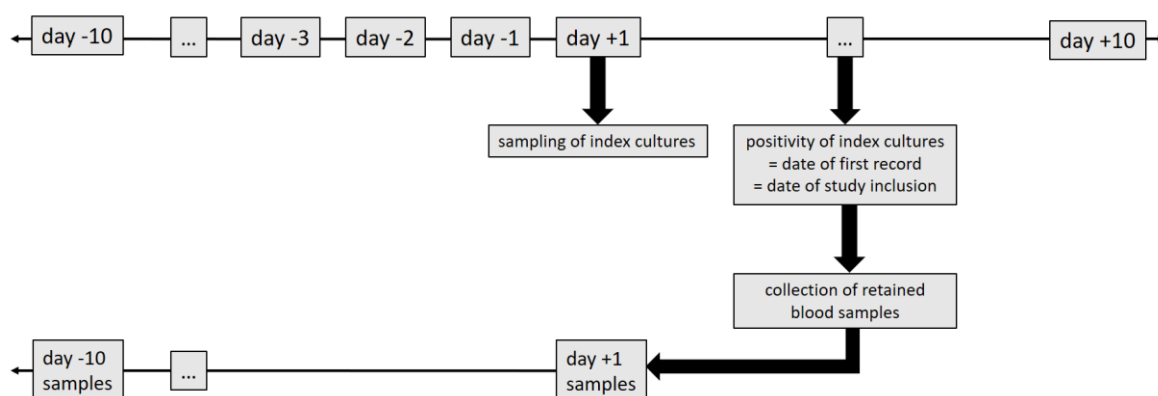 day -10
...
day -3
day -2
day -1
day +1
...
day +10
sampling of index cultures
positivity of index cultures
= date of first record
= date of study inclusion
collection of retained
blood samples
day -10
samples
...
day +1
samples